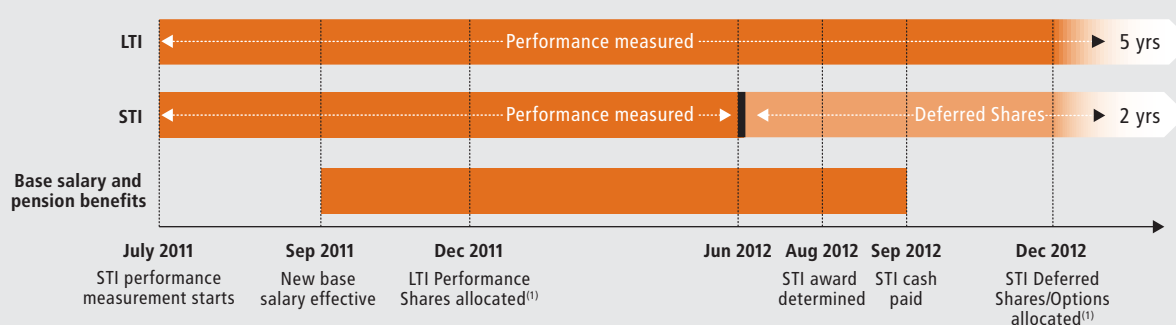 LTI
Performance measured
5 yrs
STI
Performance measured
Deferred Shares
2 yrs
Base salary and
pension benefits
July 2011
STI performance
measurement starts
Sep 2011
New base
salary effective
Dec 2011
LTI Performance
Shares allocated(1)
Jun 2012
Aug 2012
STI award
determined
Sep 2012
STI cash
paid
Dec 2012
STI Deferred
Shares/Options
allocated(1)